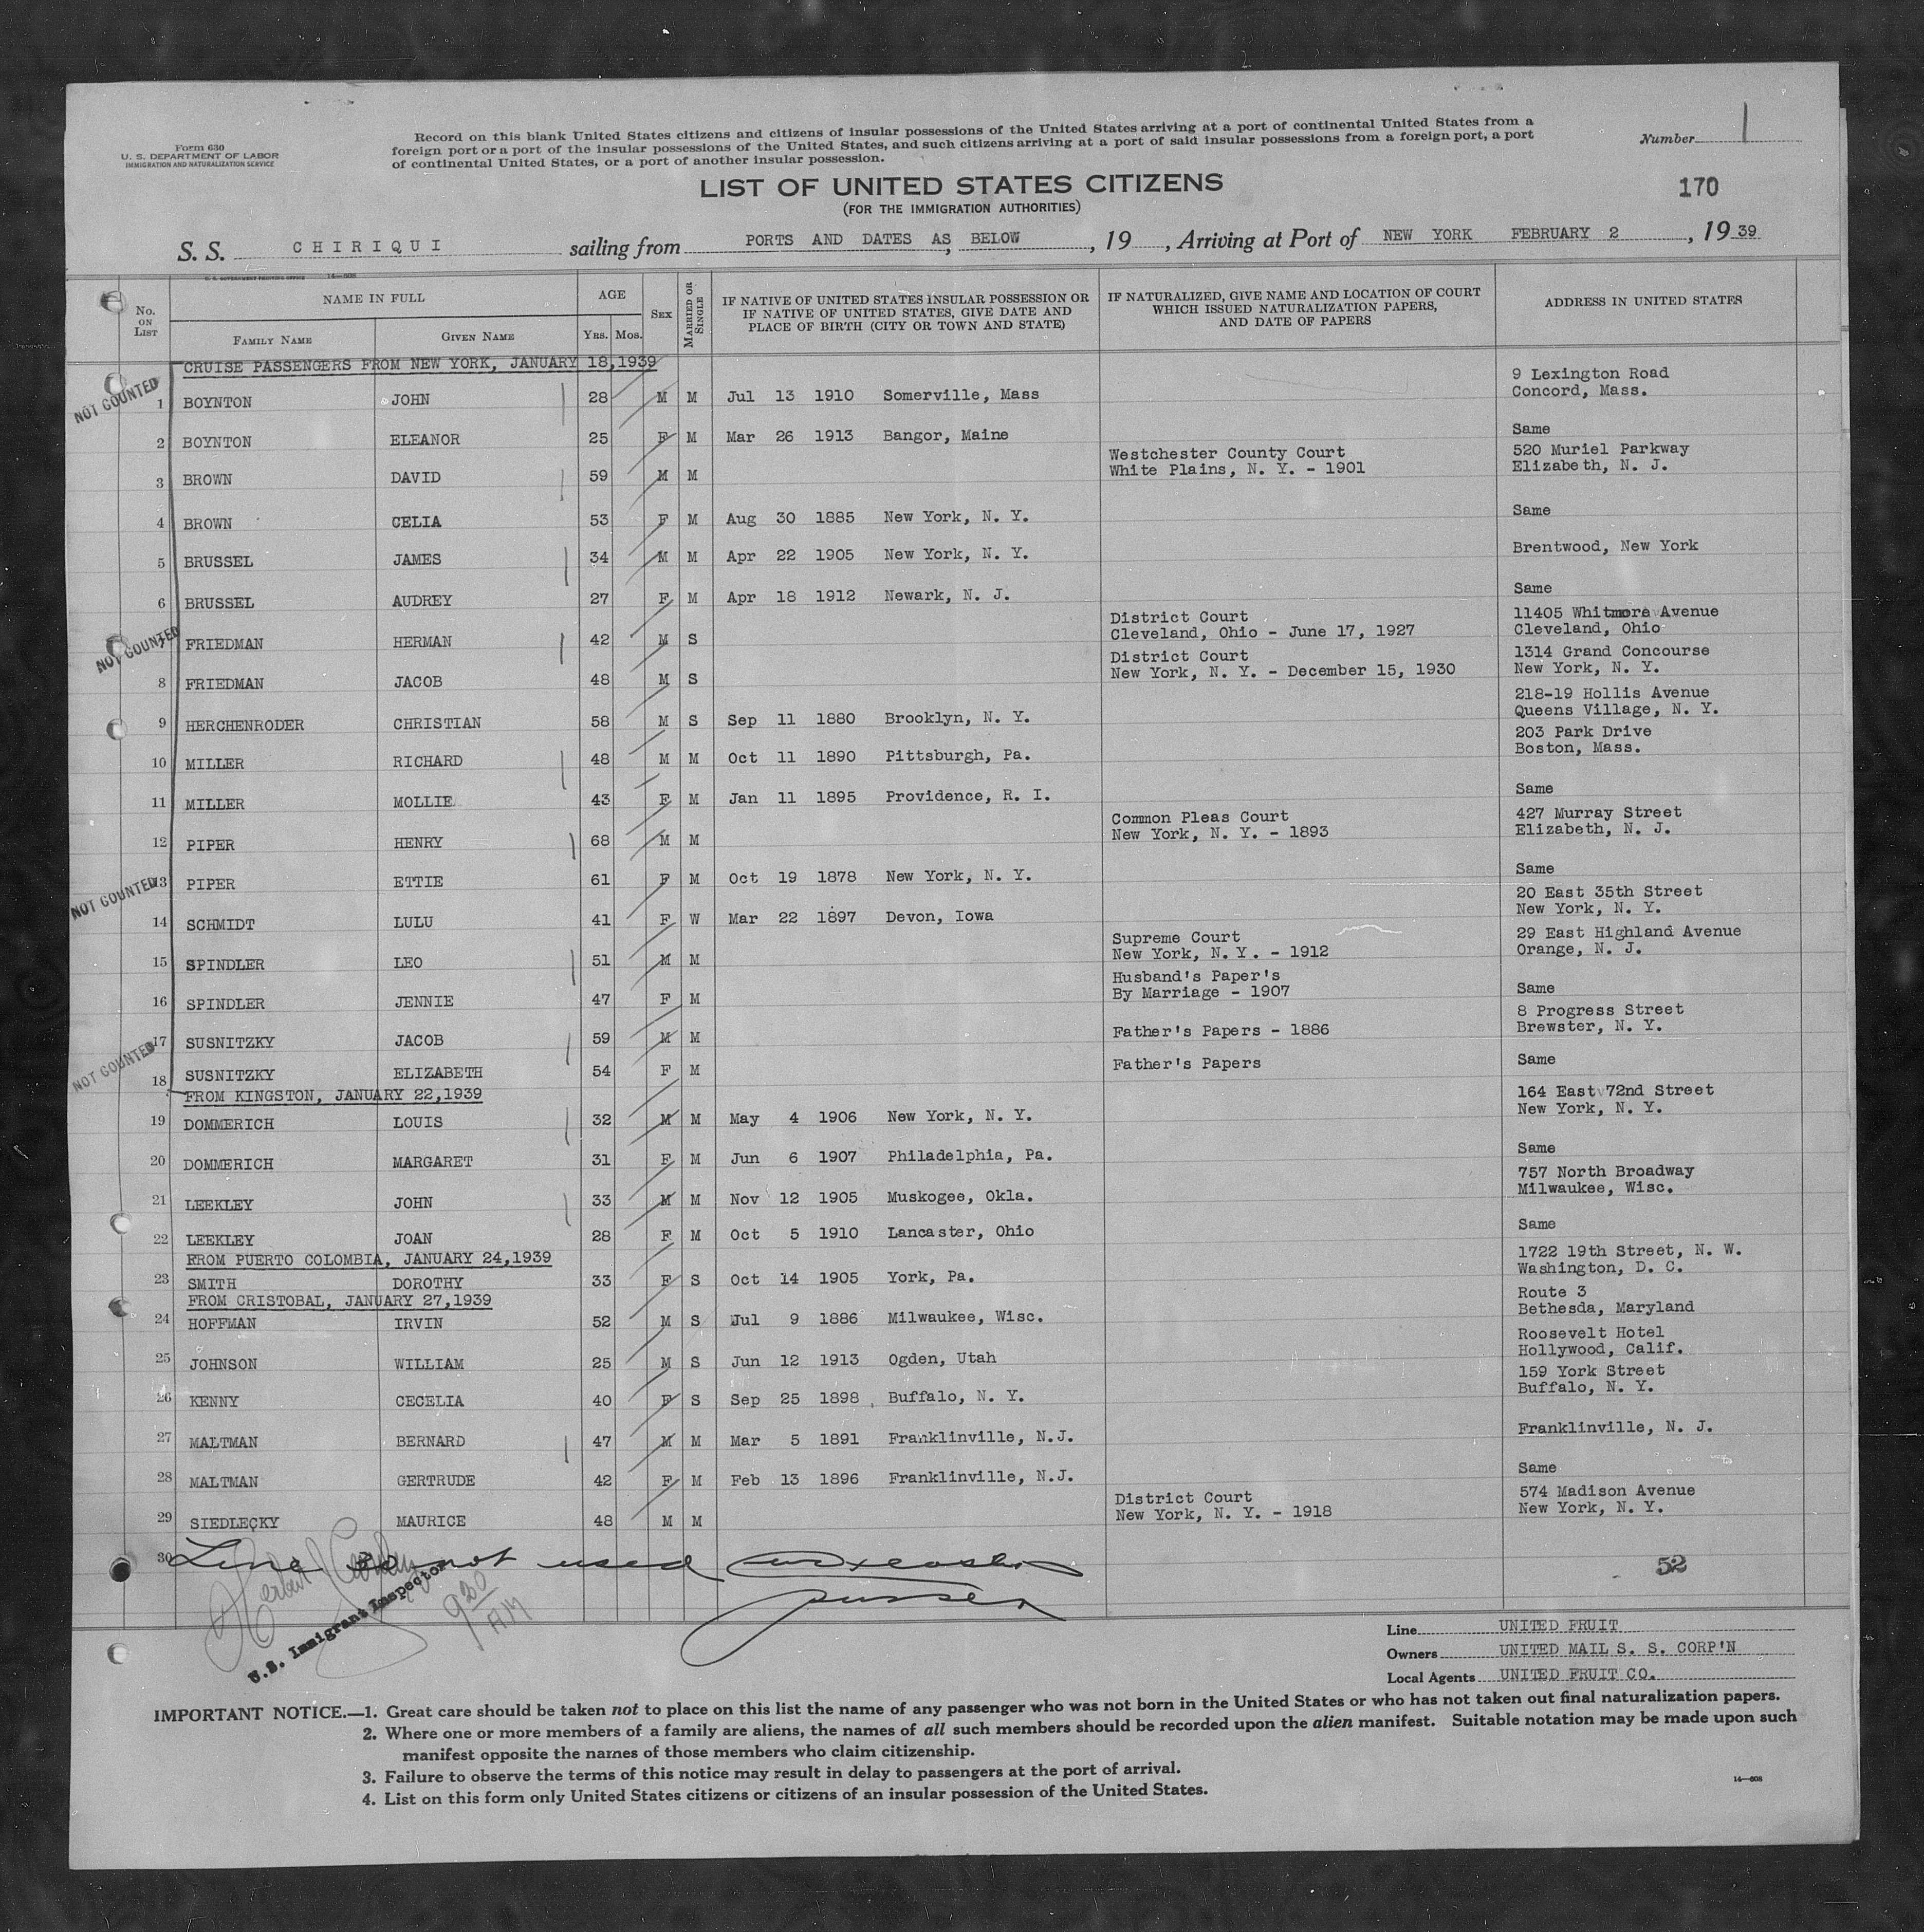 Form 630
U. S. DEPARTMENT OF LABOR
IMMIGRATION AND NATURALIZATION SERVICE
Record on this blank United States citizens and citizens of insular possessions of the United States arriving at a port of continental United States from a
foreign port or a port of the insular possessions of the United States, and such citizens arriving at a port of said insular possessions from a foreign port, a port
of continental United States, or a port of another insular possession.
Number 1
LIST OF UNITED STATES CITIZENS
(FOR THE IMMIGRATION AUTHORITIES)
170
S. S. CHIRIQUI sailing from PORTS AND DATES AS BELOW, 19 , Arriving at Port of NEW YORK FEBRUARY 2, 19 39
U. S. GOVERNMENT PRINTING OFFICE 14—608
No. ON LIST
NAME IN FULL
FAMILY NAME GIVEN NAME
AGE
YRS. MOS.
SEX
MARRIED OR SINGLE
IF NATIVE OF UNITED STATES INSULAR POSSESSION OR
IF NATIVE OF UNITED STATES, GIVE DATE AND
PLACE OF BIRTH (CITY OR TOWN AND STATE)
IF NATURALIZED, GIVE NAME AND LOCATION OF COURT
WHICH ISSUED NATURALIZATION PAPERS,
AND DATE OF PAPERS
ADDRESS IN UNITED STATES
CRUISE PASSENGERS FROM NEW YORK, JANUARY 18,1939
NOT COUNTED
1 BOYNTON JOHN 28 M M Jul 13 1910 Somerville, Mass 9 Lexington Road
Concord, Mass.
2 BOYNTON ELEANOR 25 F M Mar 26 1913 Bangor, Maine Same
3 BROWN DAVID 59 M M Westchester County Court 520 Muriel Parkway
White Plains, N. Y. - 1901 Elizabeth, N. J.
4 BROWN CELIA 53 F M Aug 30 1885 New York, N. Y. Same
5 BRUSSEL JAMES 34 M M Apr 22 1905 New York, N. Y. Brentwood, New York
6 BRUSSEL AUDREY 27 F M Apr 18 1912 Newark, N. J. Same
NOT COUNTED
FRIEDMAN HERMAN 42 M S District Court 11405 Whitmore Avenue
Cleveland, Ohio - June 17, 1927 Cleveland, Ohio
8 FRIEDMAN JACOB 48 M S District Court 1314 Grand Concourse
New York, N. Y. - December 15, 1930 New York, N. Y.
9 HERCHENRODER CHRISTIAN 58 M S Sep 11 1880 Brooklyn, N. Y. 218-19 Hollis Avenue
Queens Village, N. Y.
10 MILLER RICHARD 48 M M Oct 11 1890 Pittsburgh, Pa. 203 Park Drive
Boston, Mass.
11 MILLER MOLLIE 43 F M Jan 11 1895 Providence, R. I. Same
12 PIPER HENRY 68 M M Common Pleas Court 427 Murray Street
New York, N. Y. - 1893 Elizabeth, N. J.
NOT COUNTED
13 PIPER ETTIE 61 F M Oct 19 1878 New York, N. Y. Same
14 SCHMIDT LULU 41 F W Mar 22 1897 Devon, Iowa 20 East 35th Street
New York, N. Y.
15 SPINDLER LEO 51 M M Supreme Court 29 East Highland Avenue
New York, N. Y. - 1912 Orange, N. J.
16 SPINDLER JENNIE 47 F M Husband's Paper's
By Marriage - 1907 Same
17 SUSNITZKY JACOB 59 M M Father's Papers - 1886 8 Progress Street
Brewster, N. Y.
NOT COUNTED
18 SUSNITZKY ELIZABETH 54 F M Father's Papers Same
FROM KINGSTON, JANUARY 22,1939
19 DOMMERICH LOUIS 32 M M May 4 1906 New York, N. Y. 164 East 72nd Street
New York, N. Y.
20 DOMMERICH MARGARET 31 F M Jun 6 1907 Philadelphia, Pa. Same
21 LEEKLEY JOHN 33 M M Nov 12 1905 Muskogee, Okla. 757 North Broadway
Milwaukee, Wisc.
22 LEEKLEY JOAN 28 F M Oct 5 1910 Lancaster, Ohio Same
FROM PUERTO COLOMBIA, JANUARY 24,1939
23 SMITH DOROTHY 33 F S Oct 14 1905 York, Pa. 1722 19th Street, N. W.
Washington, D. C.
FROM CRISTOBAL, JANUARY 27,1939
24 HOFFMAN IRVIN 52 M S Jul 9 1886 Milwaukee, Wisc. Route 3
Bethesda, Maryland
25 JOHNSON WILLIAM 25 M S Jun 12 1913 Ogden, Utah Roosevelt Hotel
Hollywood, Calif.
26 KENNY CECELIA 40 F S Sep 25 1898 Buffalo, N. Y. 159 York Street
Buffalo, N. Y.
27 MALTMAN BERNARD 47 M M Mar 5 1891 Franklinville, N.J. Franklinville, N. J.
28 MALTMAN GERTRUDE 42 F M Feb 13 1896 Franklinville, N.J. Same
29 SIEDLECKY MAURICE 48 M M District Court 574 Madison Avenue
New York, N. Y. - 1918 New York, N. Y.
30 Line 30 not used
purser
52
U.S. Immigrant Inspector
9 30 AM
Line UNITED FRUIT
Owners UNITED MAIL S. S. CORP'N
Local Agents UNITED FRUIT CO.
IMPORTANT NOTICE.—1. Great care should be taken not to place on this list the name of any passenger who was not born in the United States or who has not taken out final naturalization papers.
2. Where one or more members of a family are aliens, the names of all such members should be recorded upon the alien manifest. Suitable notation may be made upon such
manifest opposite the names of those members who claim citizenship.
3. Failure to observe the terms of this notice may result in delay to passengers at the port of arrival.
4. List on this form only United States citizens or citizens of an insular possession of the United States.
14—608